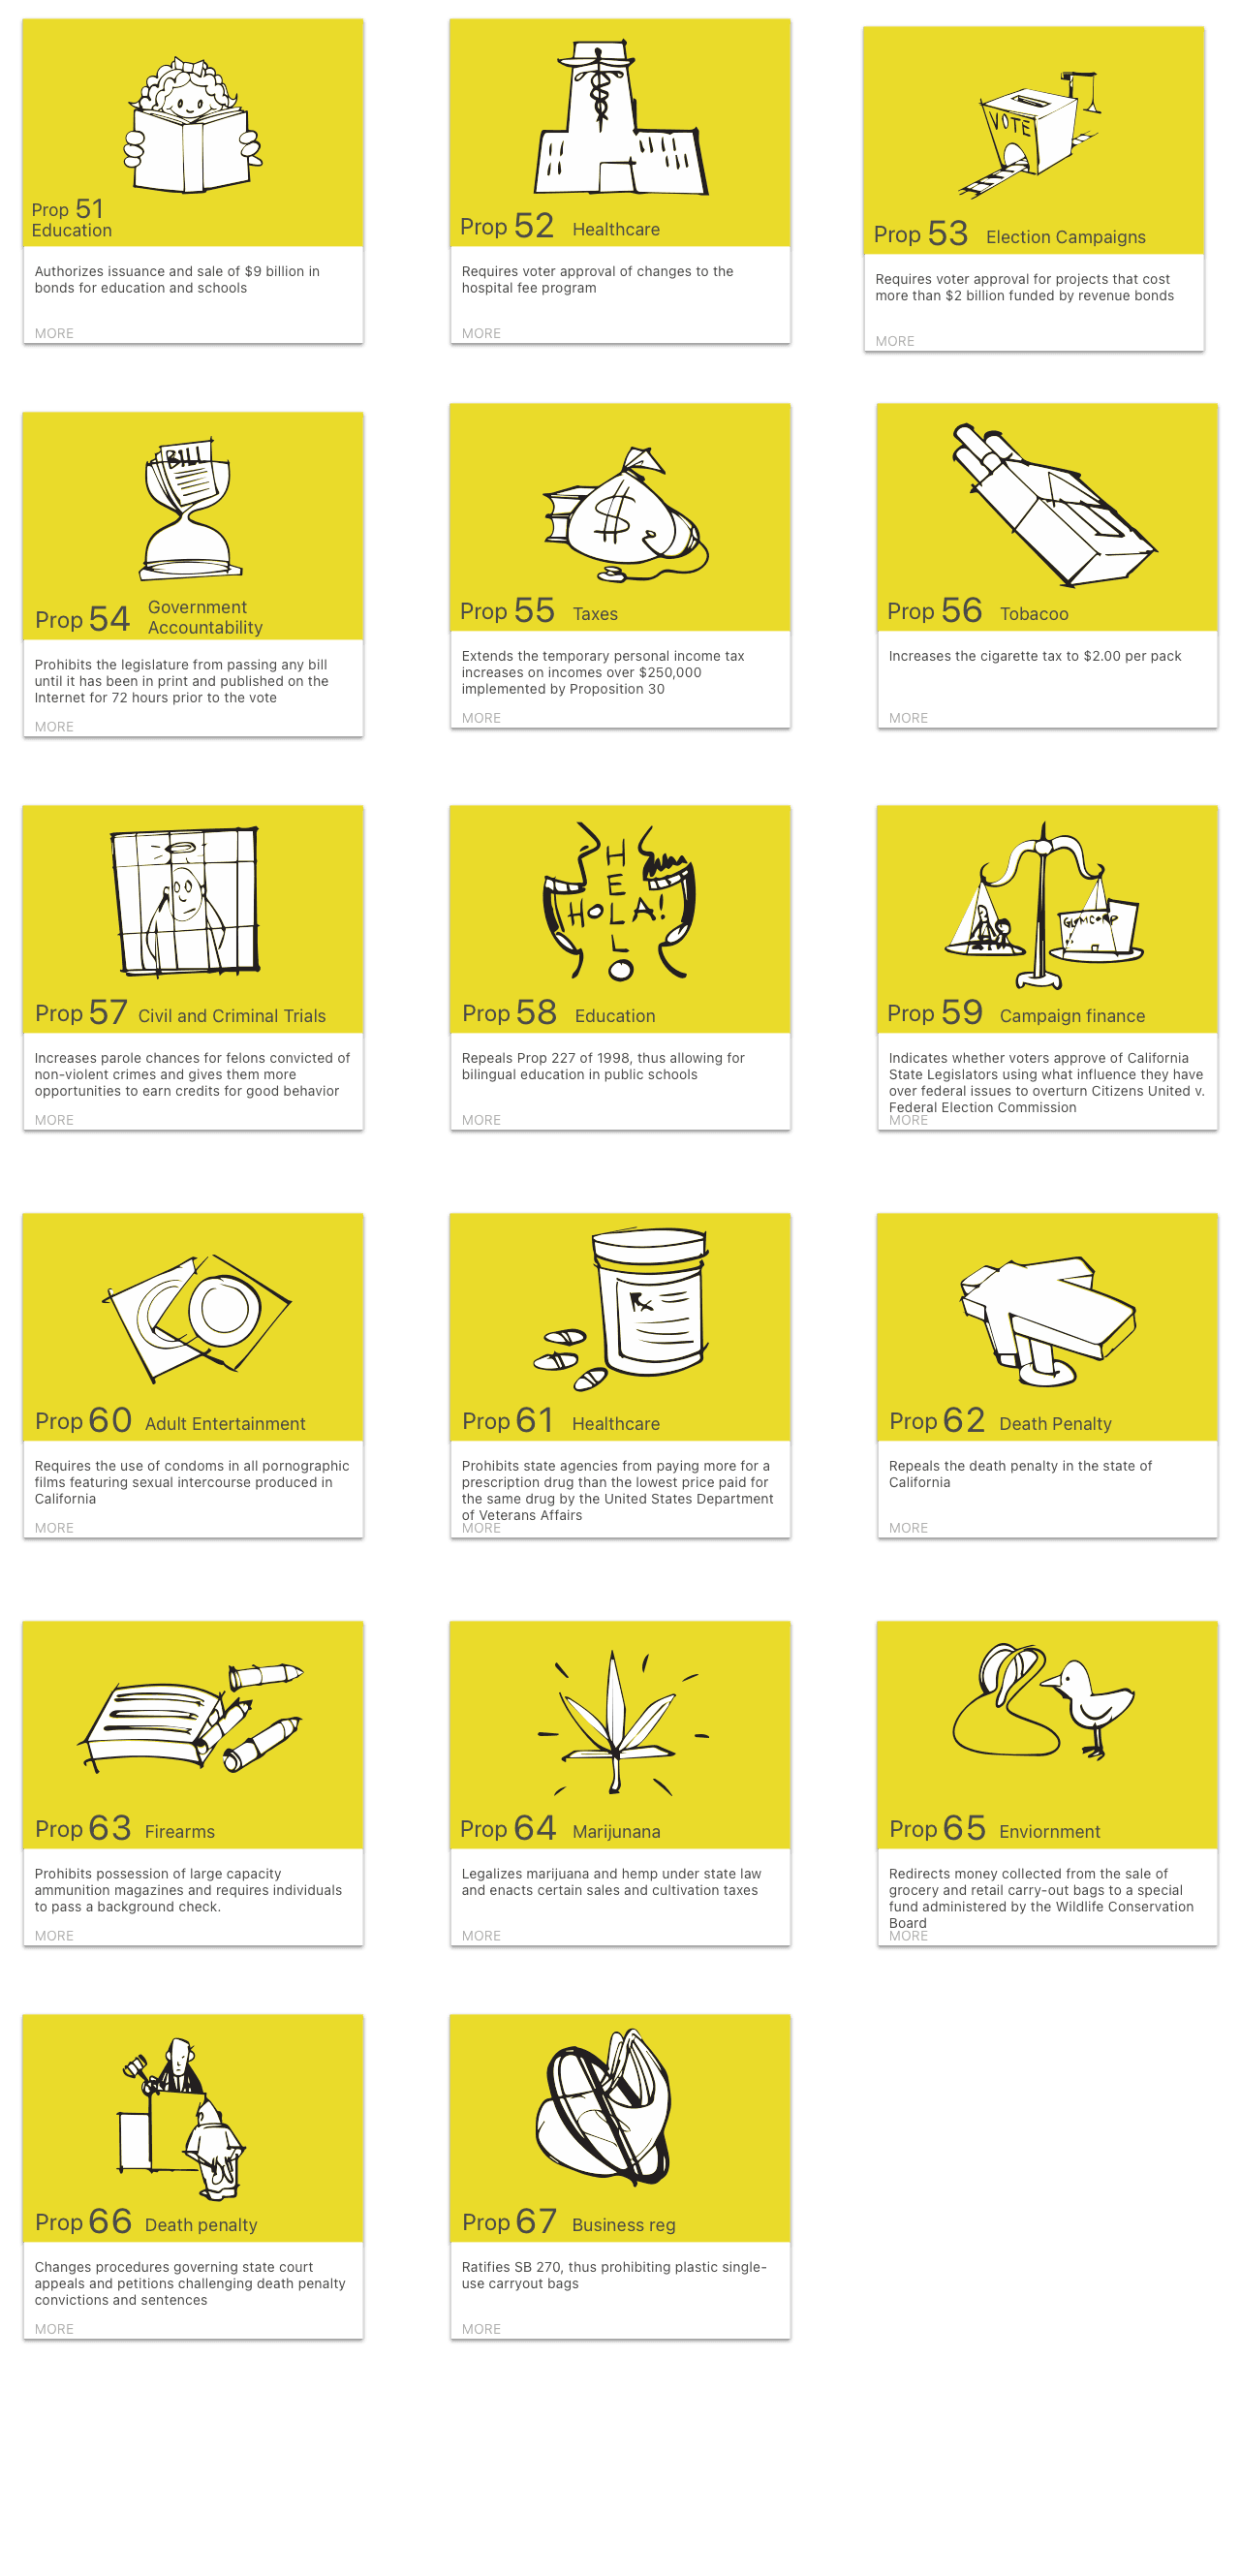 Prop 51
Education
Authorizes issuance and sale of $9 billion in
bonds for education and schools
MORE
Prop 52 Healthcare
Requires voter approval of changes to the
hospital fee program
MORE
VOTE
Prop 53 Election Campaigns
Requires voter approval for projects that cost
more than $2 billion funded by revenue bonds
MORE
BILL
Prop 54 Government
Accountability
Prohibits the legislature from passing any bill
until it has been in print and published on the
Internet for 72 hours prior to the vote
MORE
$
Prop 55 Taxes
Extends the temporary personal income tax
increases on incomes over $250,000
implemented by Proposition 30
MORE
Prop 56 Tobacoo
Increases the cigarette tax to $2.00 per pack
MORE
Prop 57 Civil and Criminal Trials
Increases parole chances for felons convicted of
non-violent crimes and gives them more
opportunities to earn credits for good behavior
MORE
HELLO
HOLA!
Prop 58 Education
Repeals Prop 227 of 1998, thus allowing for
bilingual education in public schools
MORE
GLOMCORP
Prop 59 Campaign finance
Indicates whether voters approve of California
State Legislators using what influence they have
over federal issues to overturn Citizens United v.
Federal Election Commission
MORE
Prop 60 Adult Entertainment
Requires the use of condoms in all pornographic
films featuring sexual intercourse produced in
California
MORE
Rx
Prop 61 Healthcare
Prohibits state agencies from paying more for a
prescription drug than the lowest price paid for
the same drug by the United States Department
of Veterans Affairs
MORE
Prop 62 Death Penalty
Repeals the death penalty in the state of
California
MORE
Prop 63 Firearms
Prohibits possession of large capacity
ammunition magazines and requires individuals
to pass a background check.
MORE
Prop 64 Marijunana
Legalizes marijuana and hemp under state law
and enacts certain sales and cultivation taxes
MORE
Prop 65 Enviornment
Redirects money collected from the sale of
grocery and retail carry-out bags to a special
fund administered by the Wildlife Conservation
Board
MORE
Prop 66 Death penalty
Changes procedures governing state court
appeals and petitions challenging death penalty
convictions and sentences
MORE
Prop 67 Business reg
Ratifies SB 270, thus prohibiting plastic single-
use carryout bags
MORE